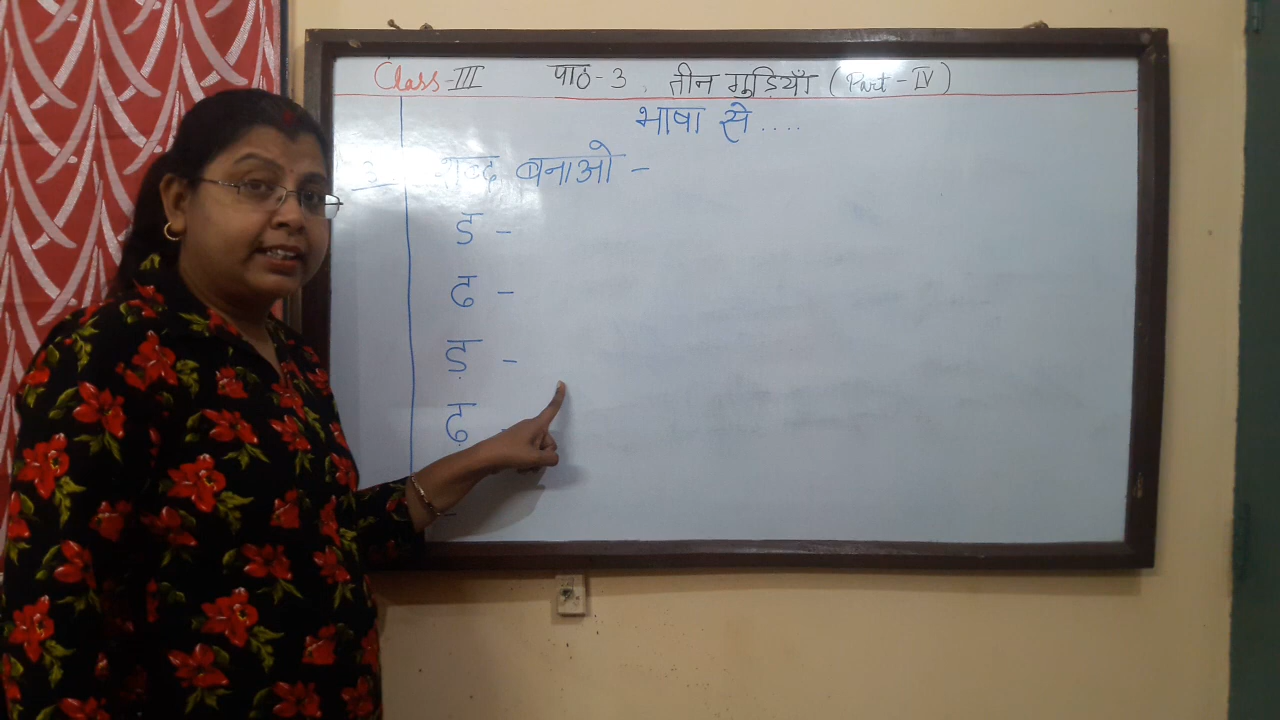 Class-III पाठ-3. तीन गुड़ियाँ (Part-IV)
भाषा से....
3 शब्द बनाओ -
ड -
ढ -
ड़ -
ढ़ -